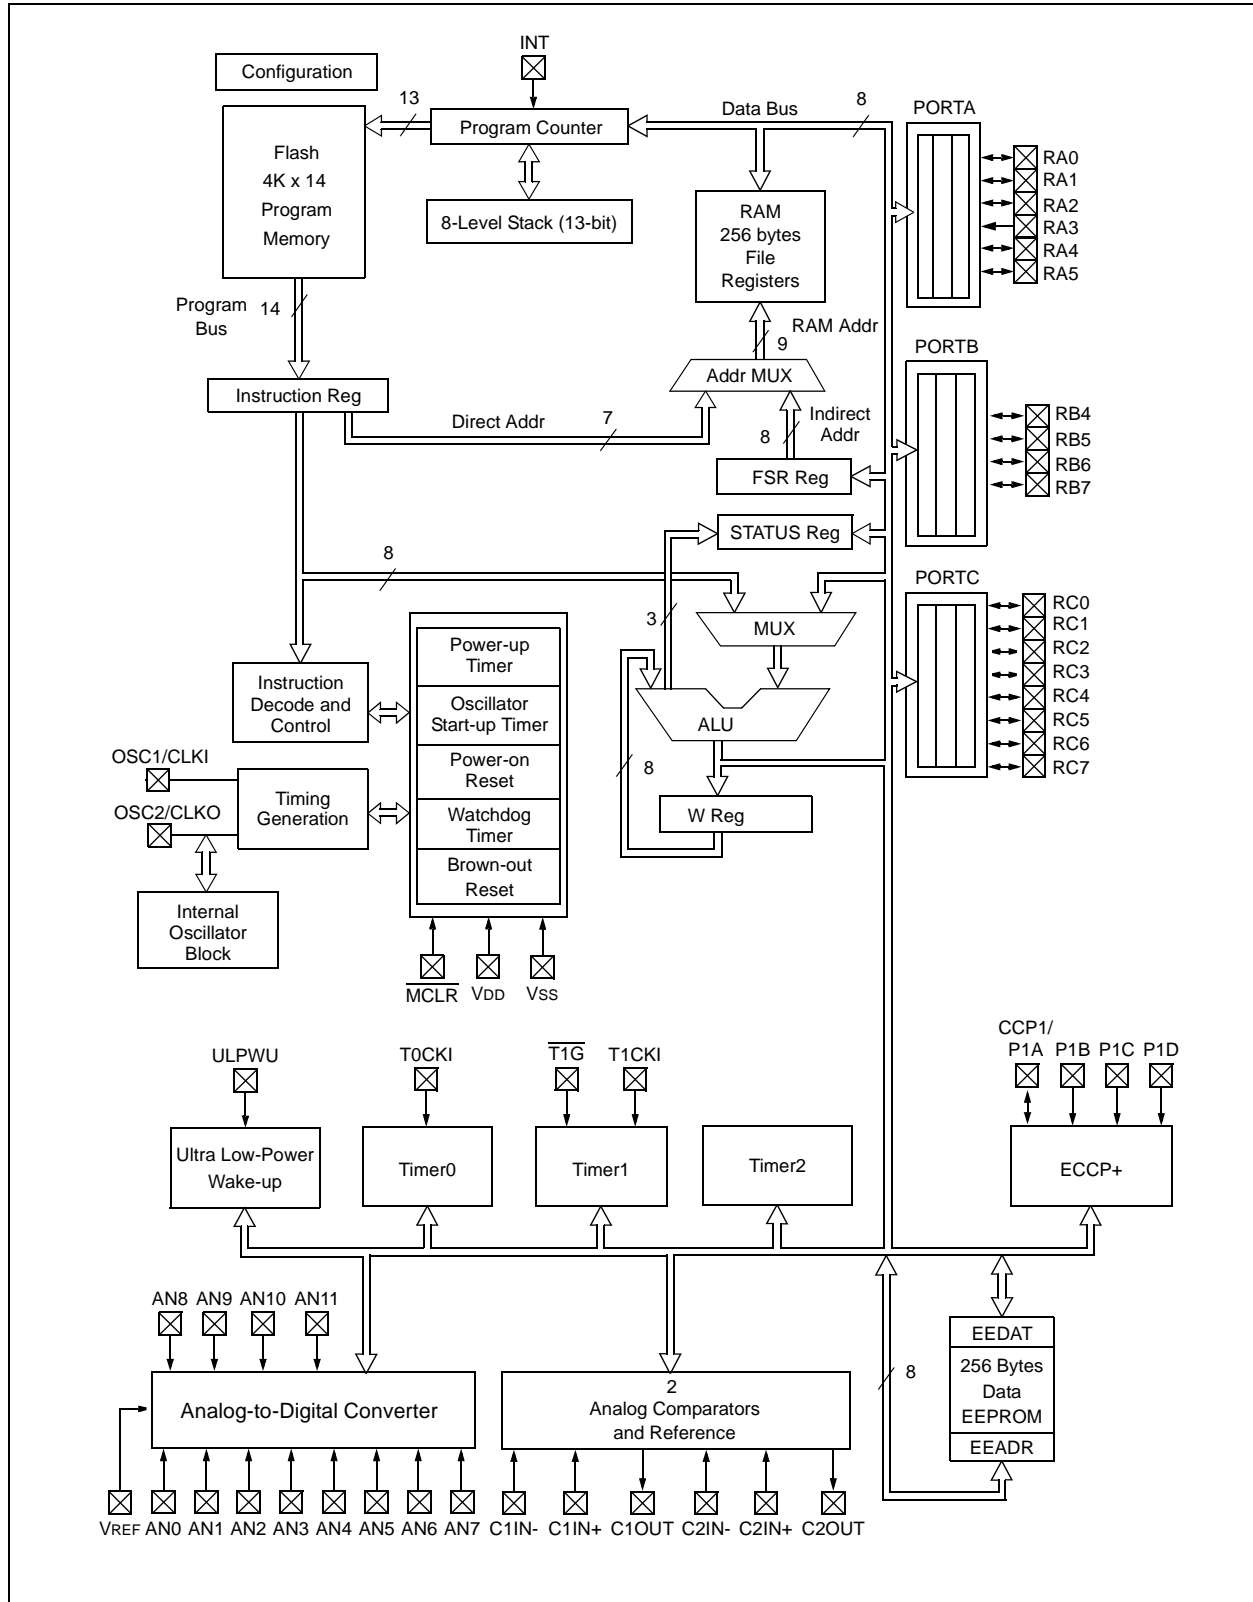 INT
Configuration
13
Program Counter
Data Bus
8
PORTA
Flash
4K x 14
Program
Memory
8-Level Stack (13-bit)
RAM
256 bytes
File
Registers
RA0
RA1
RA2
RA3
RA4
RA5
Program
Bus
14
RAM Addr
9
PORTB
Addr MUX
Instruction Reg
Direct Addr
7
Indirect
Addr
8
FSR Reg
RB4
RB5
RB6
RB7
STATUS Reg
8
PORTC
3
MUX
RC0
RC1
RC2
RC3
RC4
RC5
RC6
RC7
Power-up
Timer
Instruction
Decode and
Control
Oscillator
Start-up Timer
ALU
8
OSC1/CLKI
Power-on
Reset
Timing
Generation
OSC2/CLKO
Watchdog
Timer
W Reg
Brown-out
Reset
Internal
Oscillator
Block
MCLR
VDD
VSS
ULPWU
T0CKI
T1G
T1CKI
CCP1/
P1A
P1B
P1C
P1D
Ultra Low-Power
Wake-up
Timer0
Timer1
Timer2
ECCP+
AN8
AN9
AN10
AN11
EEDAT
256 Bytes
Data
EEPROM
EEADR
8
Analog-to-Digital Converter
2
Analog Comparators
and Reference
VREF
AN0
AN1
AN2
AN3
AN4
AN5
AN6
AN7
C1IN-
C1IN+
C1OUT
C2IN-
C2IN+
C2OUT